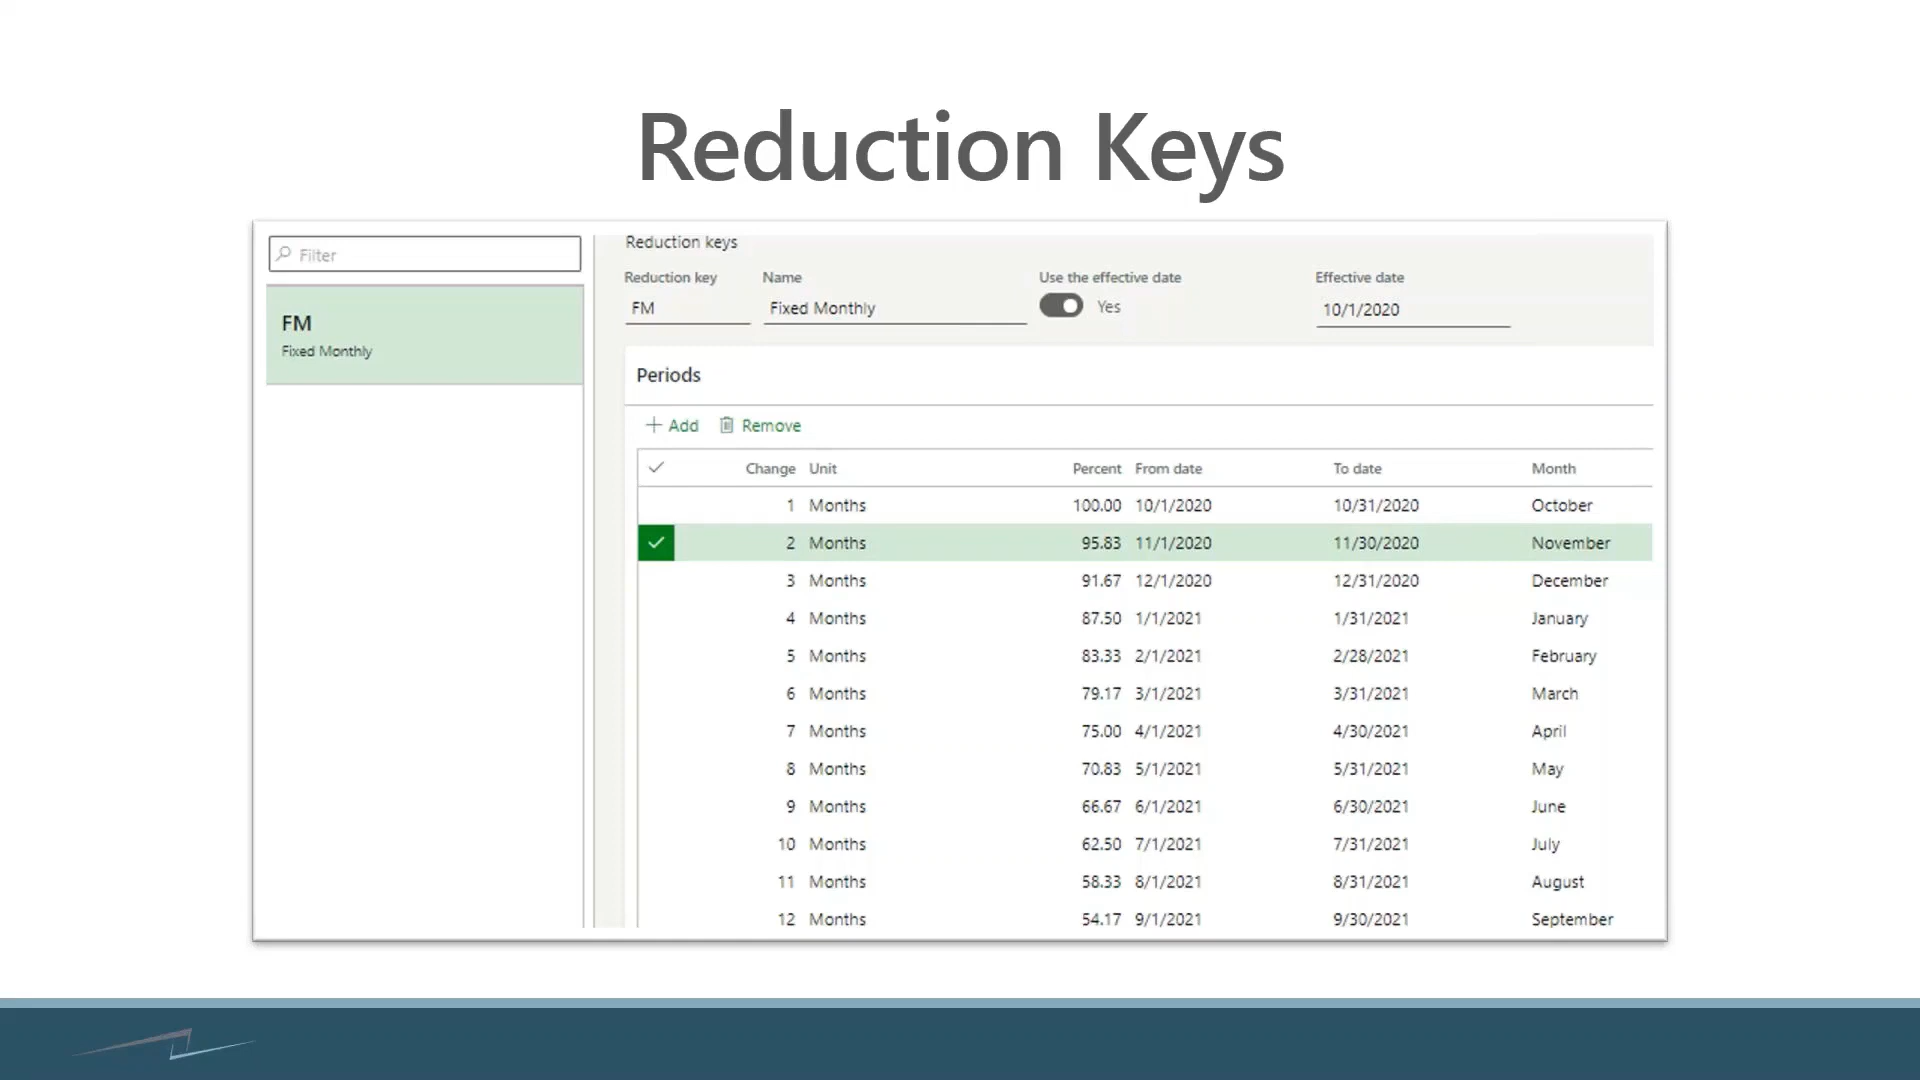 Reduction Keys
Filter
FM
Fixed Monthly
Reduction keys
Reduction key Name Use the effective date Effective date
FM Fixed Monthly Yes 10/1/2020
Periods
Add Remove
Change Unit Percent From date To date Month
1 Months 100.00 10/1/2020 10/31/2020 October
2 Months 95.83 11/1/2020 11/30/2020 November
3 Months 91.67 12/1/2020 12/31/2020 December
4 Months 87.50 1/1/2021 1/31/2021 January
5 Months 83.33 2/1/2021 2/28/2021 February
6 Months 79.17 3/1/2021 3/31/2021 March
7 Months 75.00 4/1/2021 4/30/2021 April
8 Months 70.83 5/1/2021 5/31/2021 May
9 Months 66.67 6/1/2021 6/30/2021 June
10 Months 62.50 7/1/2021 7/31/2021 July
11 Months 58.33 8/1/2021 8/31/2021 August
12 Months 54.17 9/1/2021 9/30/2021 September